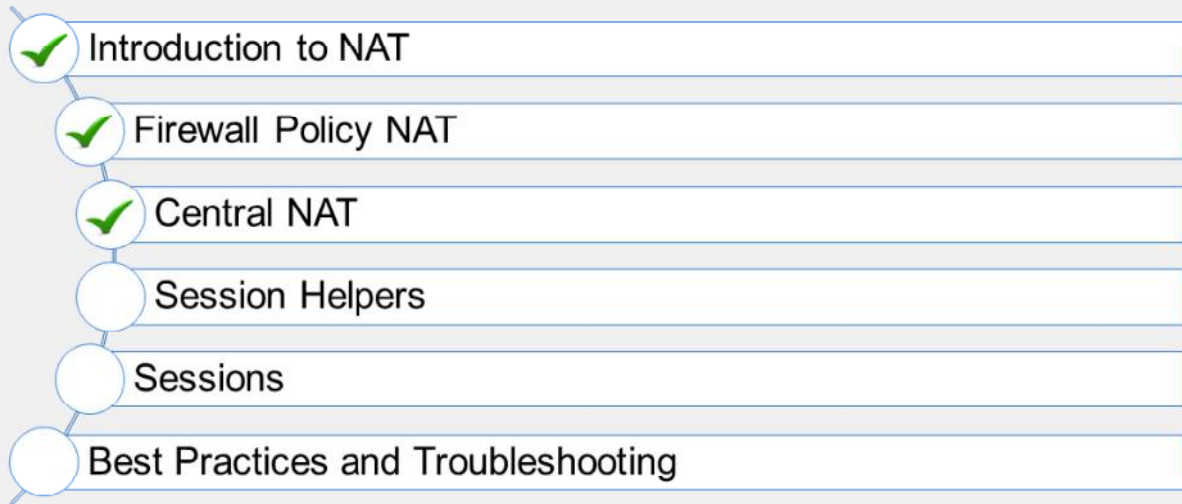 Introduction to NAT
Firewall Policy NAT
Central NAT
Session Helpers
Sessions
Best Practices and Troubleshooting